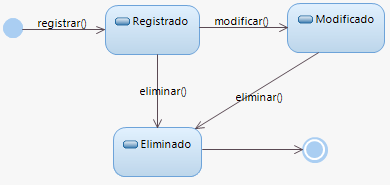 registrar()
Registrado
modificar()
Modificado
eliminar()
eliminar()
Eliminado